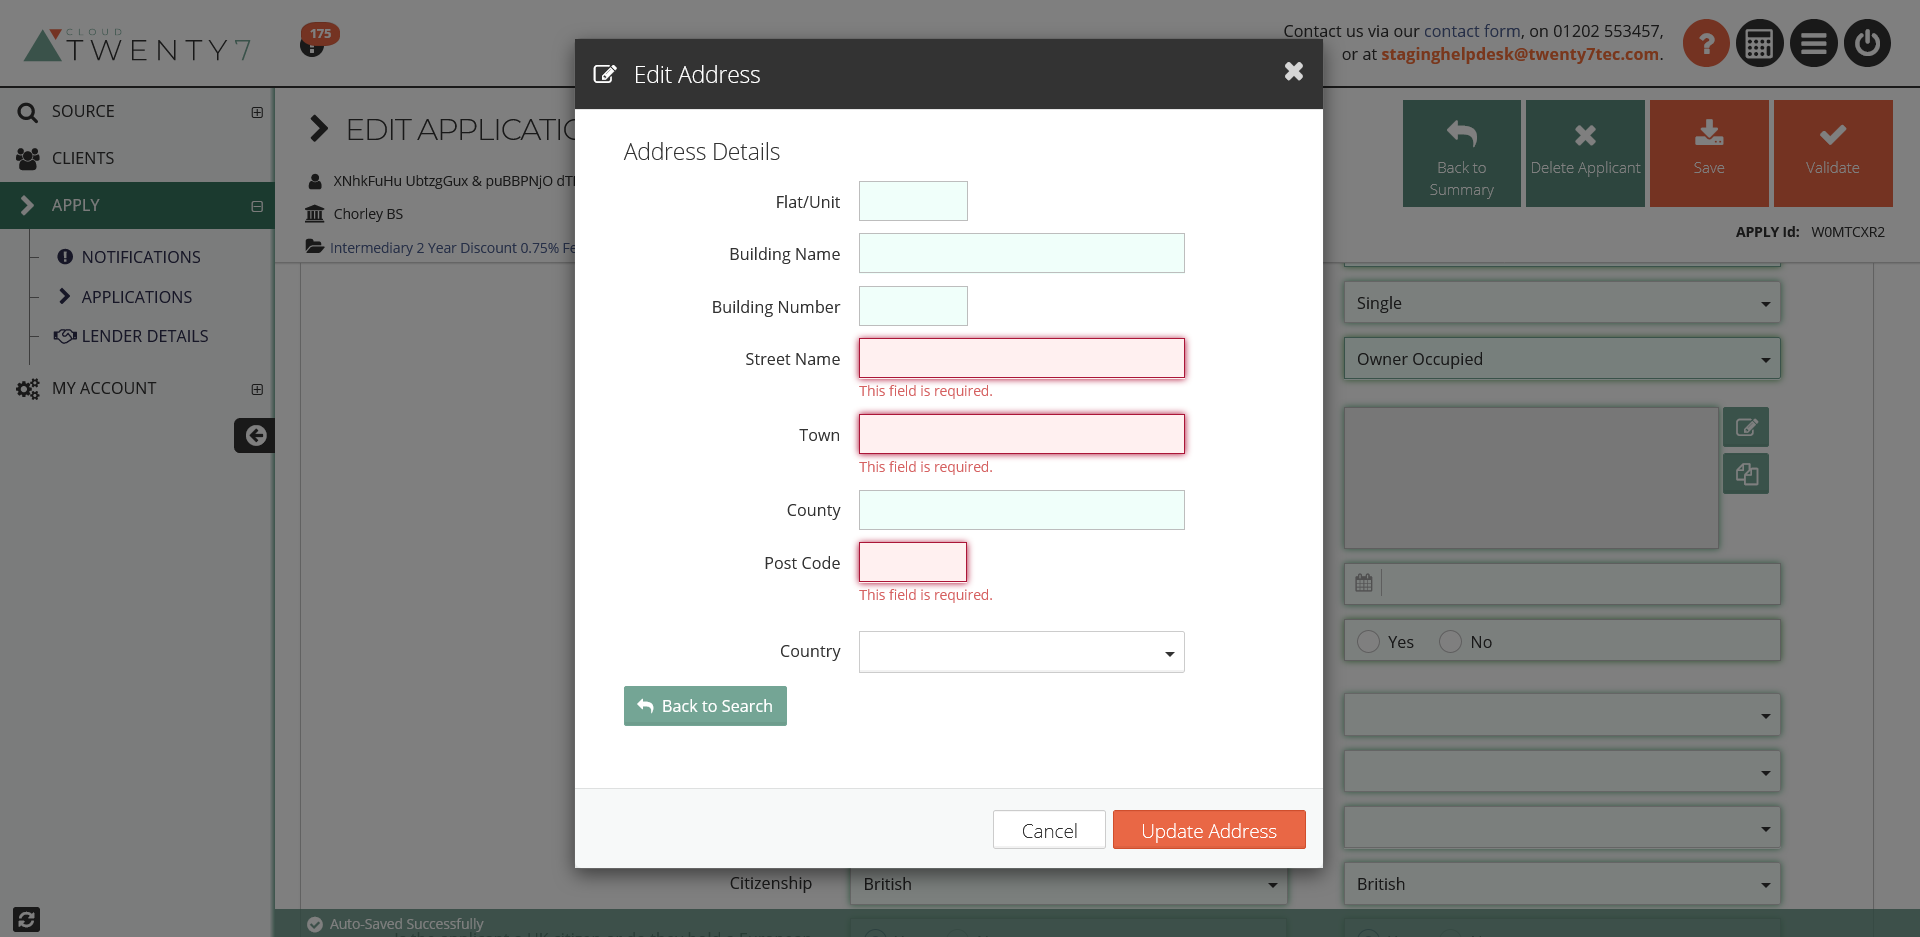 CLOUD
TWENTY7
175
Contact us via our contact form, on 01202 553457,
or at staginghelpdesk@twenty7tec.com.
SOURCE
CLIENTS
APPLY
NOTIFICATIONS
APPLICATIONS
LENDER DETAILS
MY ACCOUNT
EDIT APPLICATIO
XNhkFuHu UbtzgGux & puBBPNjO dT
Chorley BS
Intermediary 2 Year Discount 0.75% Fe
Back to
Summary
Delete Applicant
Save
Validate
APPLY Id: W0MTCXR2
Edit Address
Address Details
Flat/Unit
Building Name
Building Number
Street Name
This field is required.
Town
This field is required.
County
Post Code
This field is required.
Country
Back to Search
Cancel
Update Address
Single
Owner Occupied
Yes
No
Citizenship
British
British
Auto-Saved Successfully